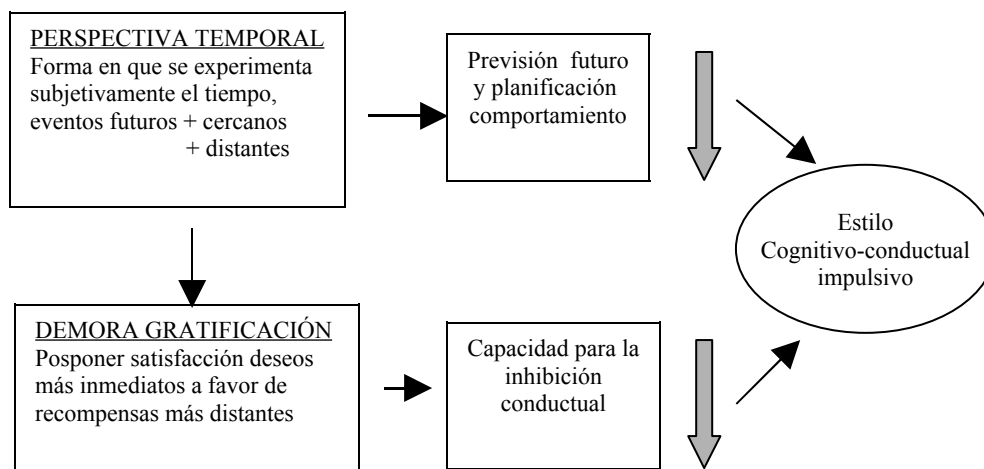 PERSPECTIVA TEMPORAL
Forma en que se experimenta
subjetivamente el tiempo,
eventos futuros + cercanos
+ distantes
Previsión futuro
y planificación
comportamiento
Estilo
Cognitivo-conductual
impulsivo
DEMORA GRATIFICACIÓN
Posponer satisfacción deseos
más inmediatos a favor de
recompensas más distantes
Capacidad para la
inhibición
conductual